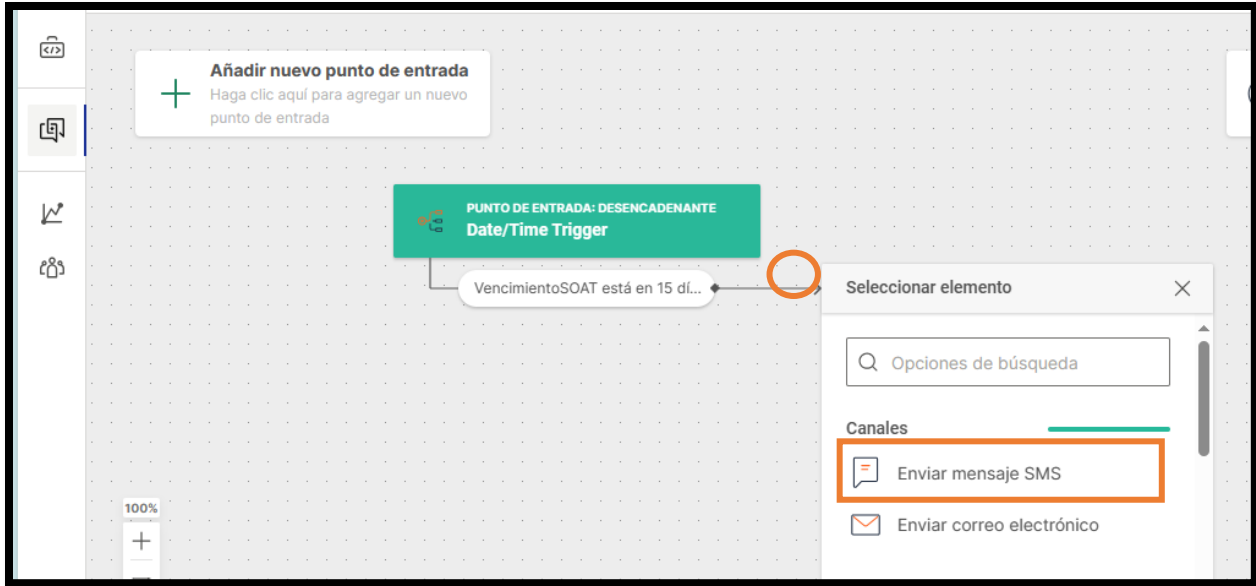 Añadir nuevo punto de entrada
Haga clic aquí para agregar un nuevo
punto de entrada
PUNTO DE ENTRADA: DESENCADENANTE
Date/Time Trigger
VencimientoSOAT está en 15 dí...
Seleccionar elemento
Opciones de búsqueda
Canales
Enviar mensaje SMS
Enviar correo electrónico
100%